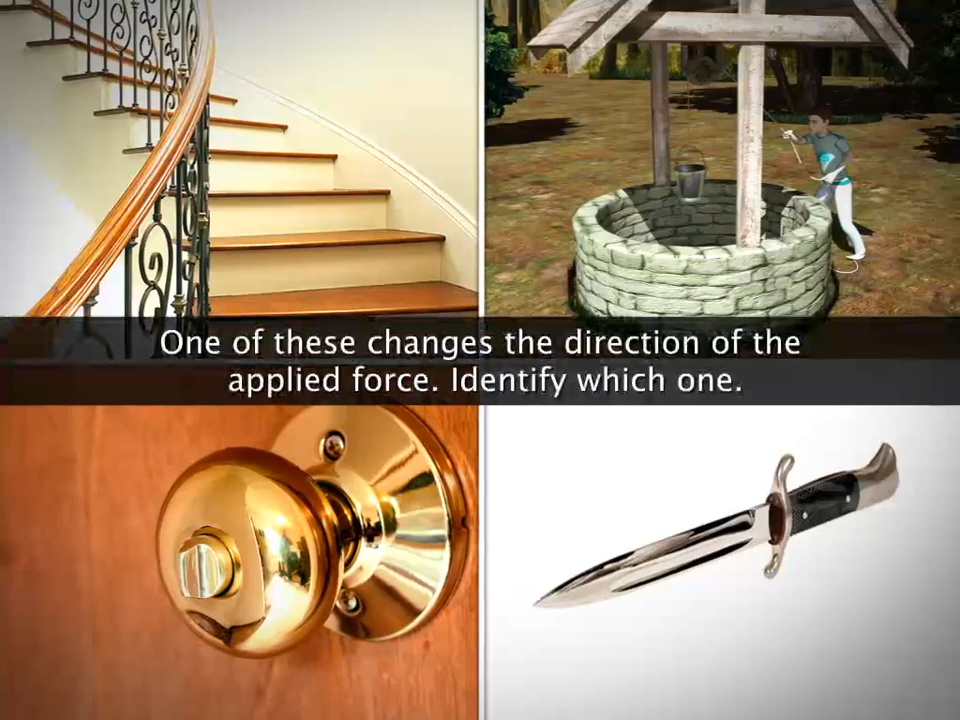 One of these changes the direction of the
applied force. Identify which one.